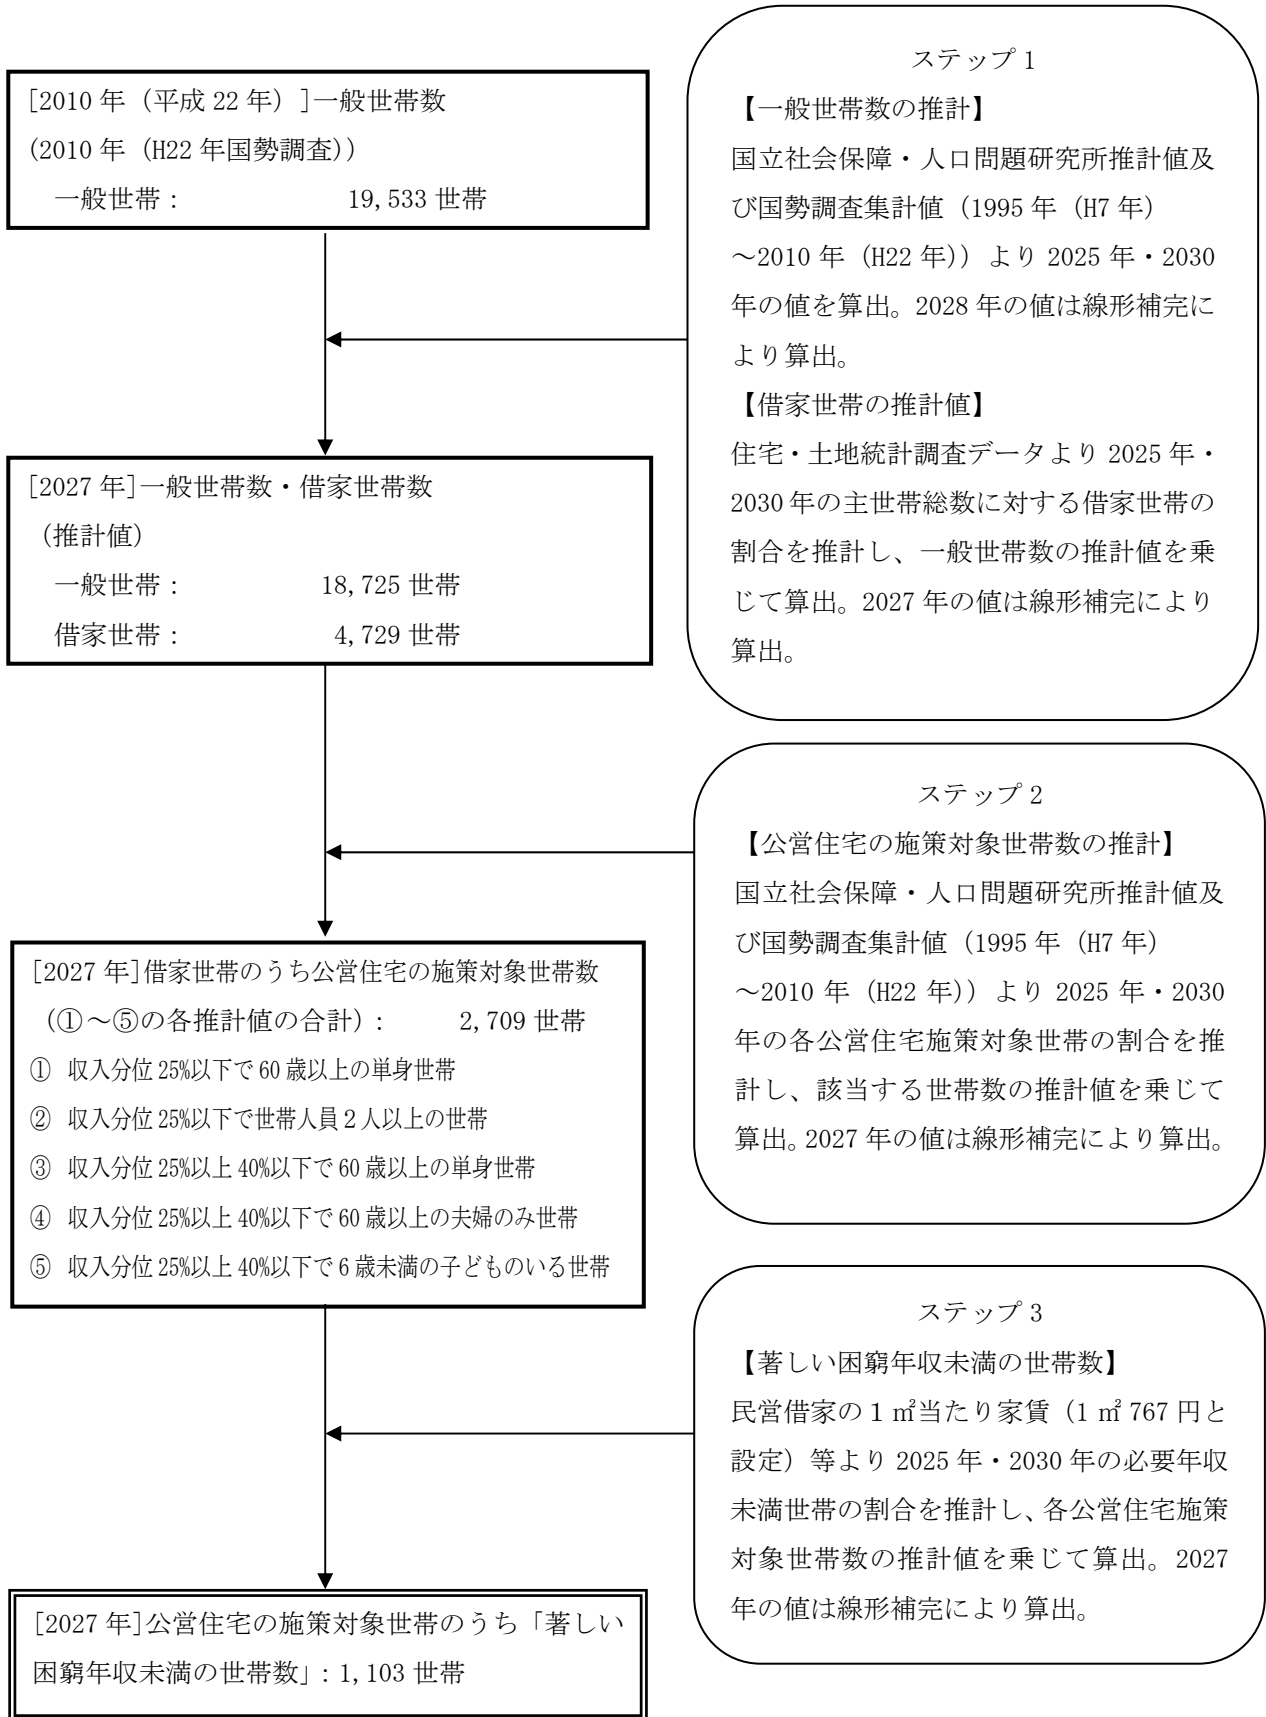 [2010 年（平成 22 年）]一般世帯数
(2010 年（H22 年国勢調査))
一般世帯： 19,533 世帯
ステップ 1
【一般世帯数の推計】
国立社会保障・人口問題研究所推計値及
び国勢調査集計値（1995 年（H7 年）
～2010 年（H22 年））より 2025 年・2030
年の値を算出。2028 年の値は線形補完に
より算出。
【借家世帯の推計値】
住宅・土地統計調査データより 2025 年・
2030 年の主世帯総数に対する借家世帯の
割合を推計し、一般世帯数の推計値を乗
じて算出。2027 年の値は線形補完により
算出。
[2027 年]一般世帯数・借家世帯数
（推計値）
一般世帯： 18,725 世帯
借家世帯： 4,729 世帯
ステップ 2
【公営住宅の施策対象世帯数の推計】
国立社会保障・人口問題研究所推計値及
び国勢調査集計値（1995 年（H7 年）
～2010 年（H22 年））より 2025 年・2030
年の各公営住宅施策対象世帯の割合を推
計し、該当する世帯数の推計値を乗じて
算出。2027 年の値は線形補完により算出。
[2027 年]借家世帯のうち公営住宅の施策対象世帯数
（①～⑤の各推計値の合計）： 2,709 世帯
① 収入分位 25%以下で 60 歳以上の単身世帯
② 収入分位 25%以下で世帯人員２人以上の世帯
③ 収入分位 25%以上 40%以下で 60 歳以上の単身世帯
④ 収入分位 25%以上 40%以下で 60 歳以上の夫婦のみ世帯
⑤ 収入分位 25%以上 40%以下で 6 歳未満の子どものいる世帯
ステップ 3
【著しい困窮年収未満の世帯数】
民営借家の１㎡当たり家賃（1 ㎡ 767 円と
設定）等より 2025 年・2030 年の必要年収
未満世帯の割合を推計し、各公営住宅施策
対象世帯数の推計値を乗じて算出。2027
年の値は線形補完により算出。
[2027 年]公営住宅の施策対象世帯のうち「著しい
困窮年収未満の世帯数」：1,103 世帯